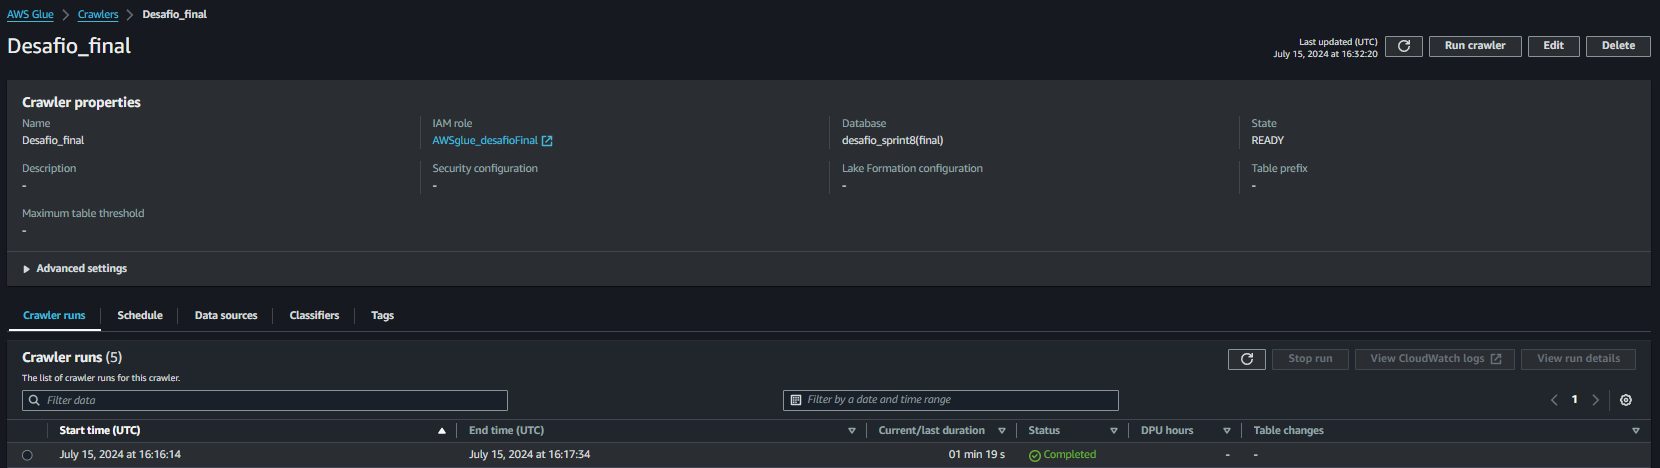 AWS Glue > Crawlers > Desafio_final
Desafio_final
Last updated (UTC)
July 15, 2024 at 16:32:20
Run crawler
Edit
Delete
Crawler properties
Name
Desafio_final
IAM role
AWSglue_desafioFinal
Database
desafio_sprint8(final)
State
READY
Description
-
Security configuration
-
Lake Formation configuration
-
Table prefix
-
Maximum table threshold
-
Advanced settings
Crawler runs
Schedule
Data sources
Classifiers
Tags
Crawler runs (5)
The list of crawler runs for this crawler.
Stop run
View CloudWatch logs
View run details
Filter data
Filter by a date and time range
1
Start time (UTC)
End time (UTC)
Current/last duration
Status
DPU hours
Table changes
July 15, 2024 at 16:16:14
July 15, 2024 at 16:17:34
01 min 19 s
Completed
-
-